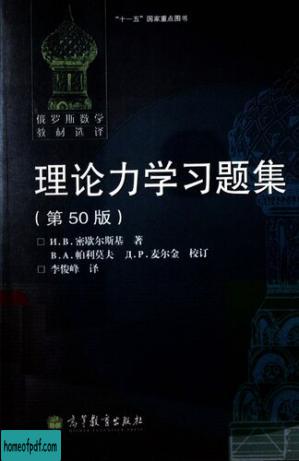 “十一五”国家重点图书
俄罗斯数学
教材选译
理论力学习题集
（第50版）
□ И.В.密歇尔斯基 著
□ В.А.帕利莫夫 Д.Р.麦尔金 校订
□ 李俊峰 译
高等教育出版社
homeofpdf.com